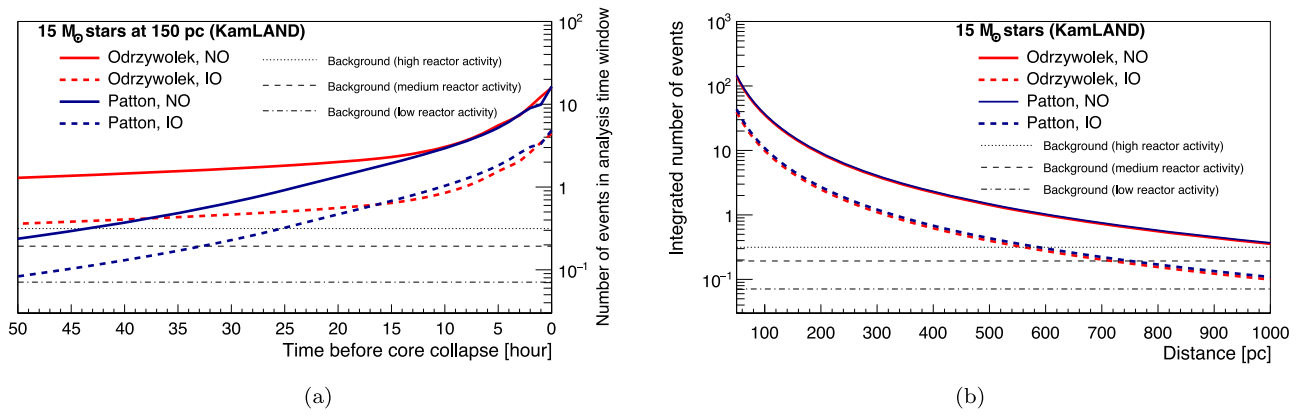 15 M☉ stars at 150 pc (KamLAND)
Odrzywolek, NO
Odrzywolek, IO
Patton, NO
Patton, IO
Background (high reactor activity)
Background (medium reactor activity)
Background (low reactor activity)
10²
10
1
10⁻¹
Number of events in analysis time window
50 45 40 35 30 25 20 15 10 5 0
Time before core collapse [hour]
(a)
15 M☉ stars (KamLAND)
Odrzywolek, NO
Odrzywolek, IO
Patton, NO
Patton, IO
Background (high reactor activity)
Background (medium reactor activity)
Background (low reactor activity)
Integrated number of events
10³
10²
10
1
10⁻¹
100 200 300 400 500 600 700 800 900 1000
Distance [pc]
(b)